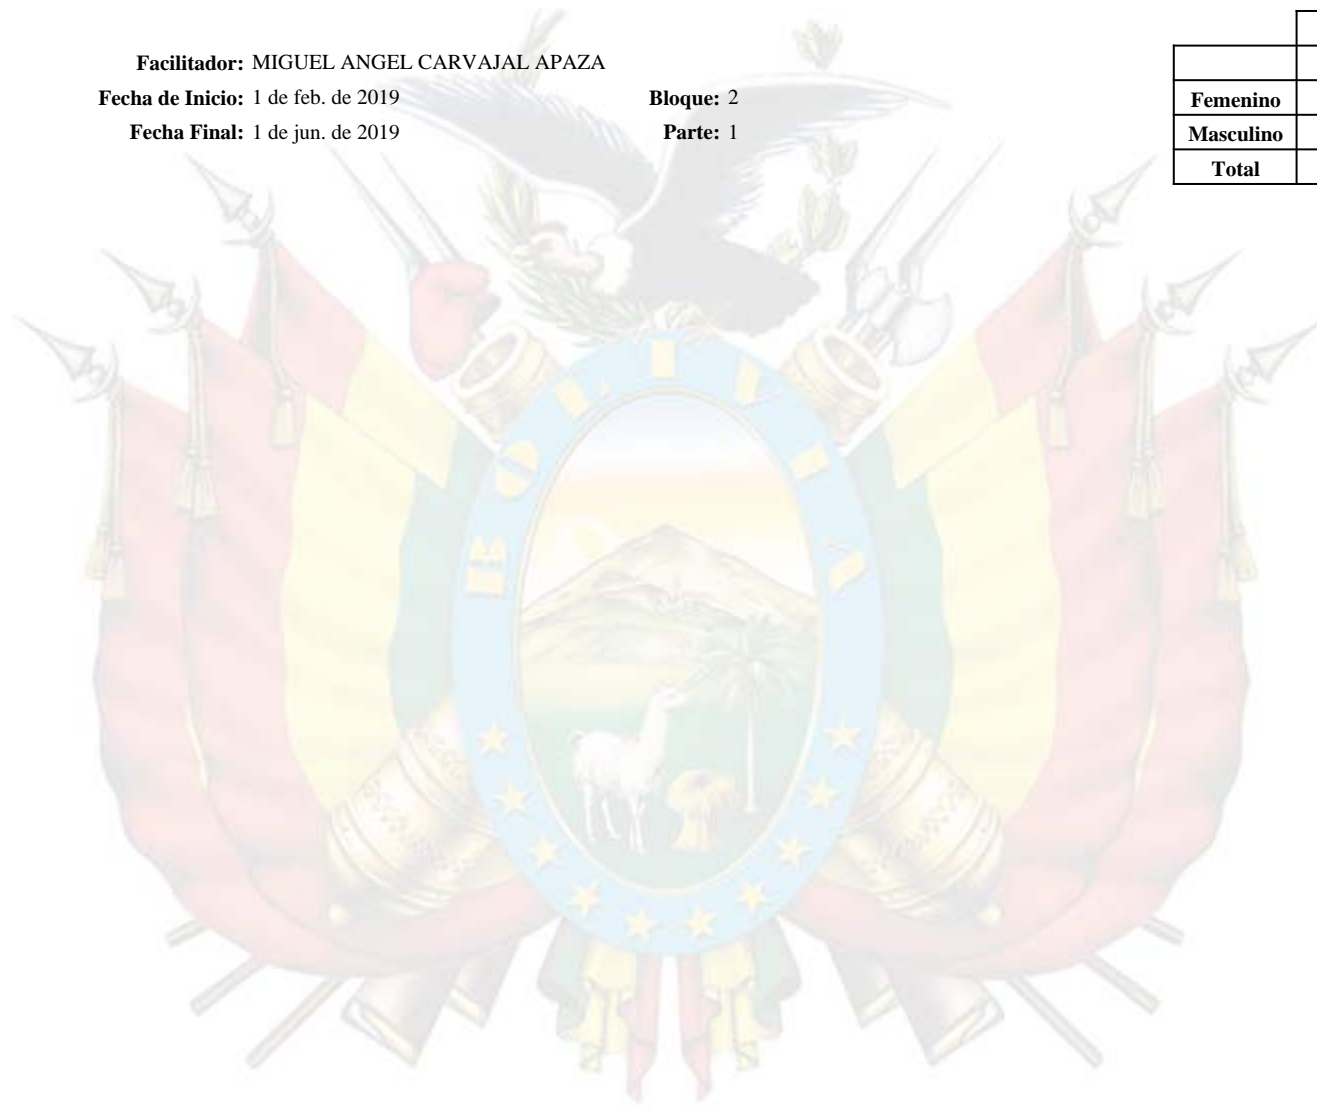 Facilitador: MIGUEL ANGEL CARVAJAL APAZA
Fecha de Inicio: 1 de feb. de 2019 Bloque: 2
Fecha Final: 1 de jun. de 2019 Parte: 1
Femenino
Masculino
Total
BOLIVIA